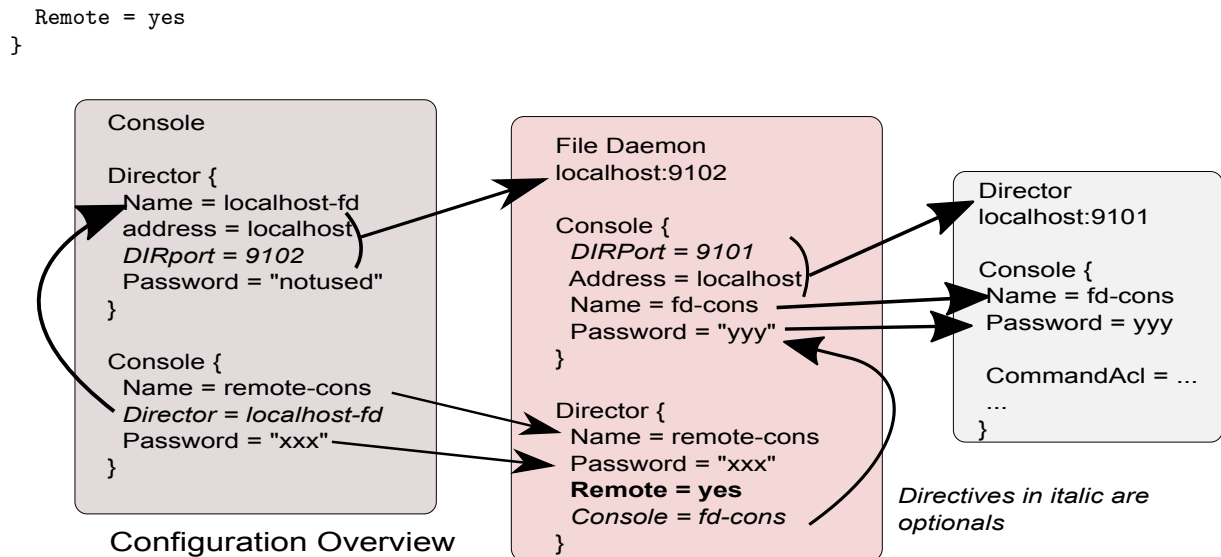 Remote = yes
}
Console
Director {
Name = localhost-fd
address = localhost
DIRport = 9102
Password = "notused"
}
Console {
Name = remote-cons
Director = localhost-fd
Password = "xxx"
}
Configuration Overview
File Daemon
localhost:9102
Console {
DIRPort = 9101
Address = localhost
Name = fd-cons
Password = "yyy"
}
Director {
Name = remote-cons
Password = "xxx"
Remote = yes
Console = fd-cons
}
Director
localhost:9101
Console {
Name = fd-cons
Password = yyy
CommandAcl = ...
...
}
Directives in italic are
optionals